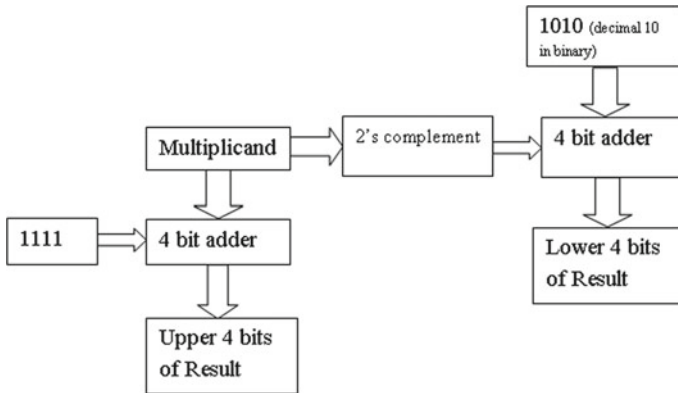 1010 (decimal 10
in binary)
Multiplicand
2's complement
4 bit adder
1111
4 bit adder
Lower 4 bits
of Result
Upper 4 bits
of Result